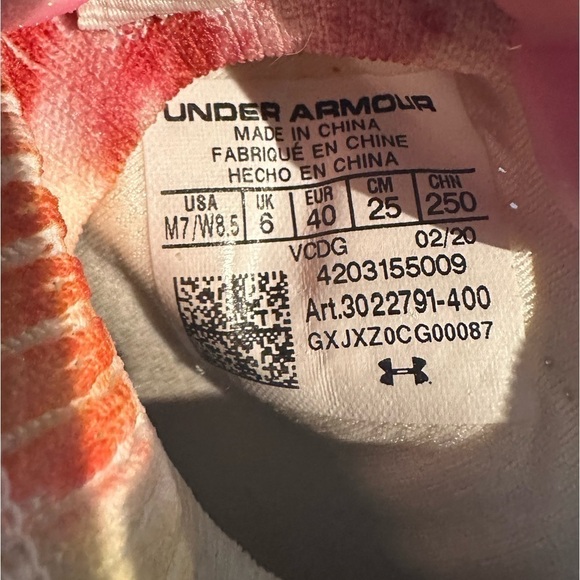 UNDER ARMOUR
MADE IN CHINA
FABRIQUÉ EN CHINE
HECHO EN CHINA
USA UK EUR CM CHN
M7/W8.5 6 40 25 250
VCDG 02/20
4203155009
Art.3022791-400
GXJXZ0CG00087